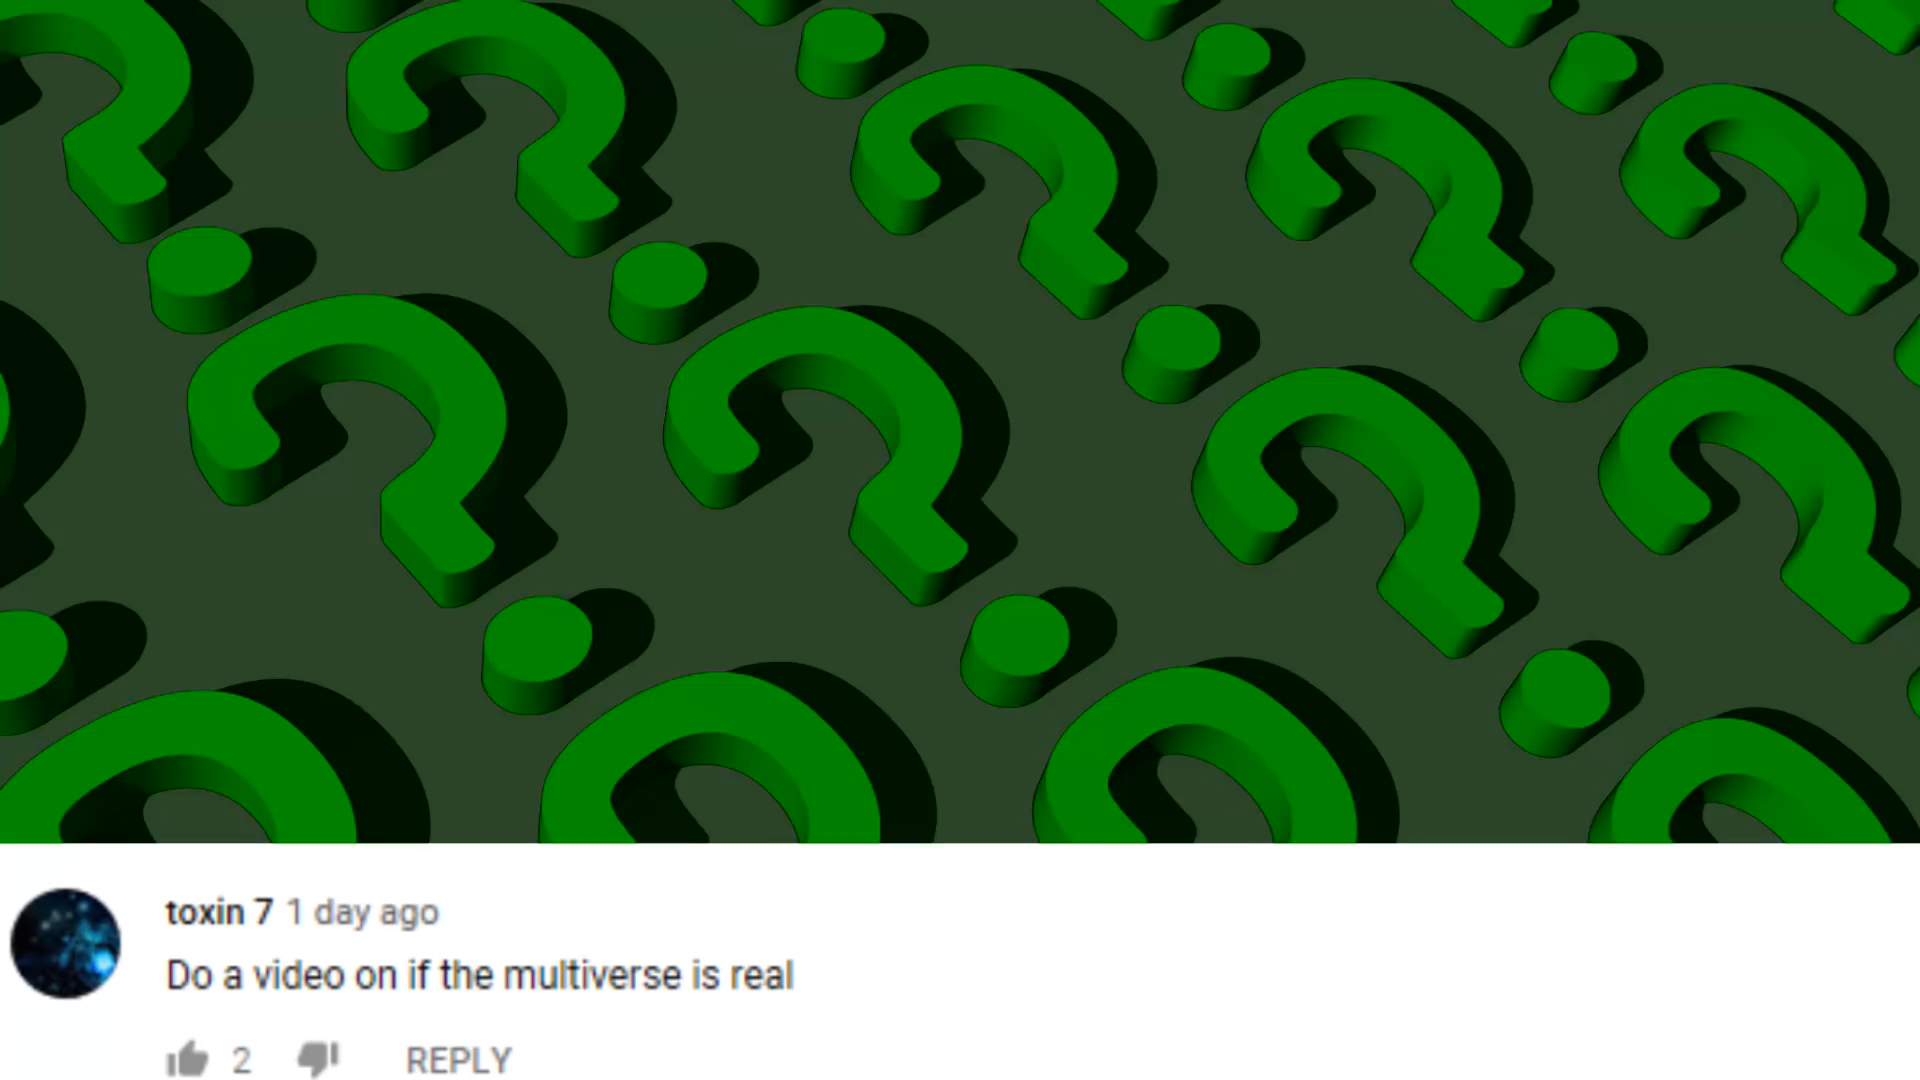 toxin 7 1 day ago
Do a video on if the multiverse is real
2 REPLY